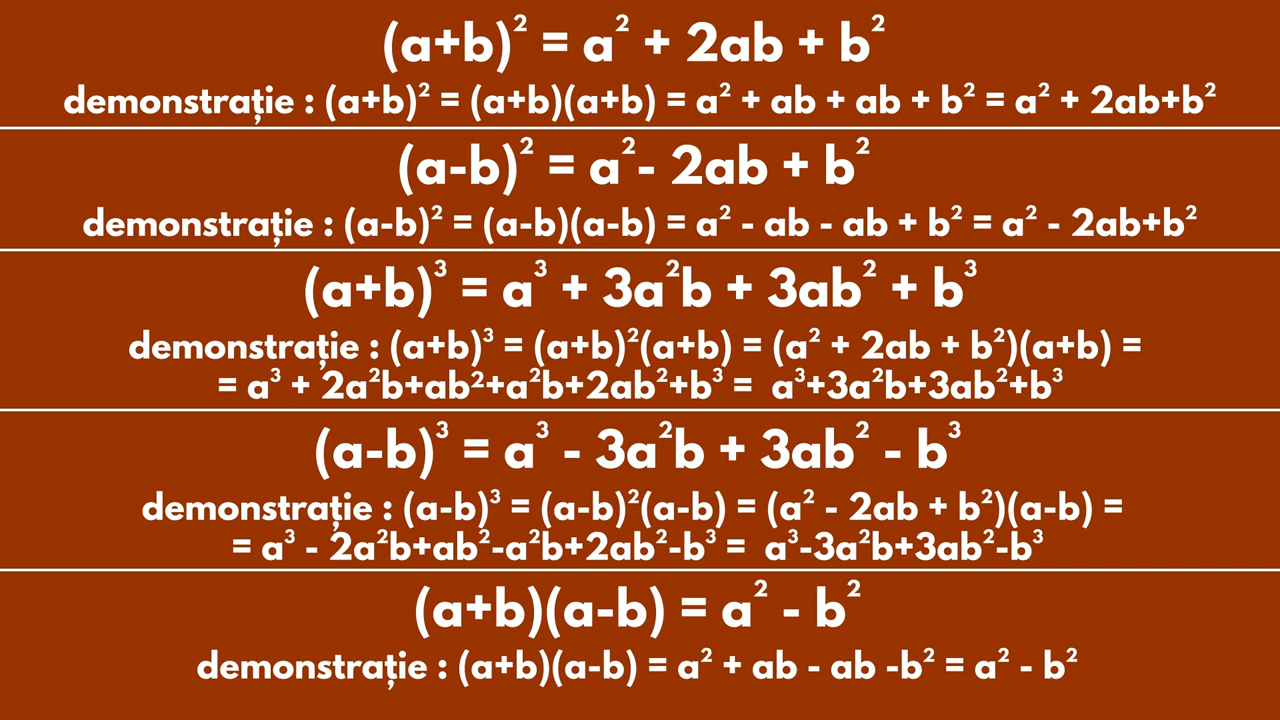 (a+b)² = a² + 2ab + b²
demonstrație : (a+b)² = (a+b)(a+b) = a² + ab + ab + b² = a² + 2ab+b²
(a-b)² = a²- 2ab + b²
demonstrație : (a-b)² = (a-b)(a-b) = a² - ab - ab + b² = a² - 2ab+b²
(a+b)³ = a³ + 3a²b + 3ab² + b³
demonstrație : (a+b)³ = (a+b)²(a+b) = (a² + 2ab + b²)(a+b) =
= a³ + 2a²b+ab²+a²b+2ab²+b³ = a³+3a²b+3ab²+b³
(a-b)³ = a³ - 3a²b + 3ab² - b³
demonstrație : (a-b)³ = (a-b)²(a-b) = (a² - 2ab + b²)(a-b) =
= a³ - 2a²b+ab²-a²b+2ab²-b³ = a³-3a²b+3ab²-b³
(a+b)(a-b) = a² - b²
demonstrație : (a+b)(a-b) = a² + ab - ab -b² = a² - b²